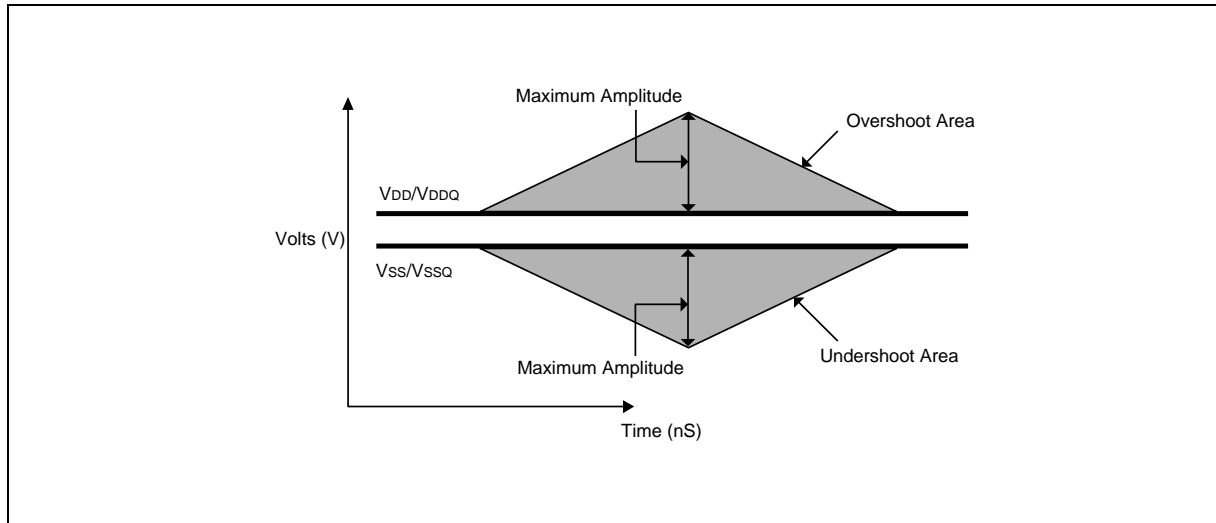 Maximum Amplitude
Overshoot Area
VDD/VDDQ
Volts (V)
VSS/VSSQ
Maximum Amplitude
Undershoot Area
Time (nS)